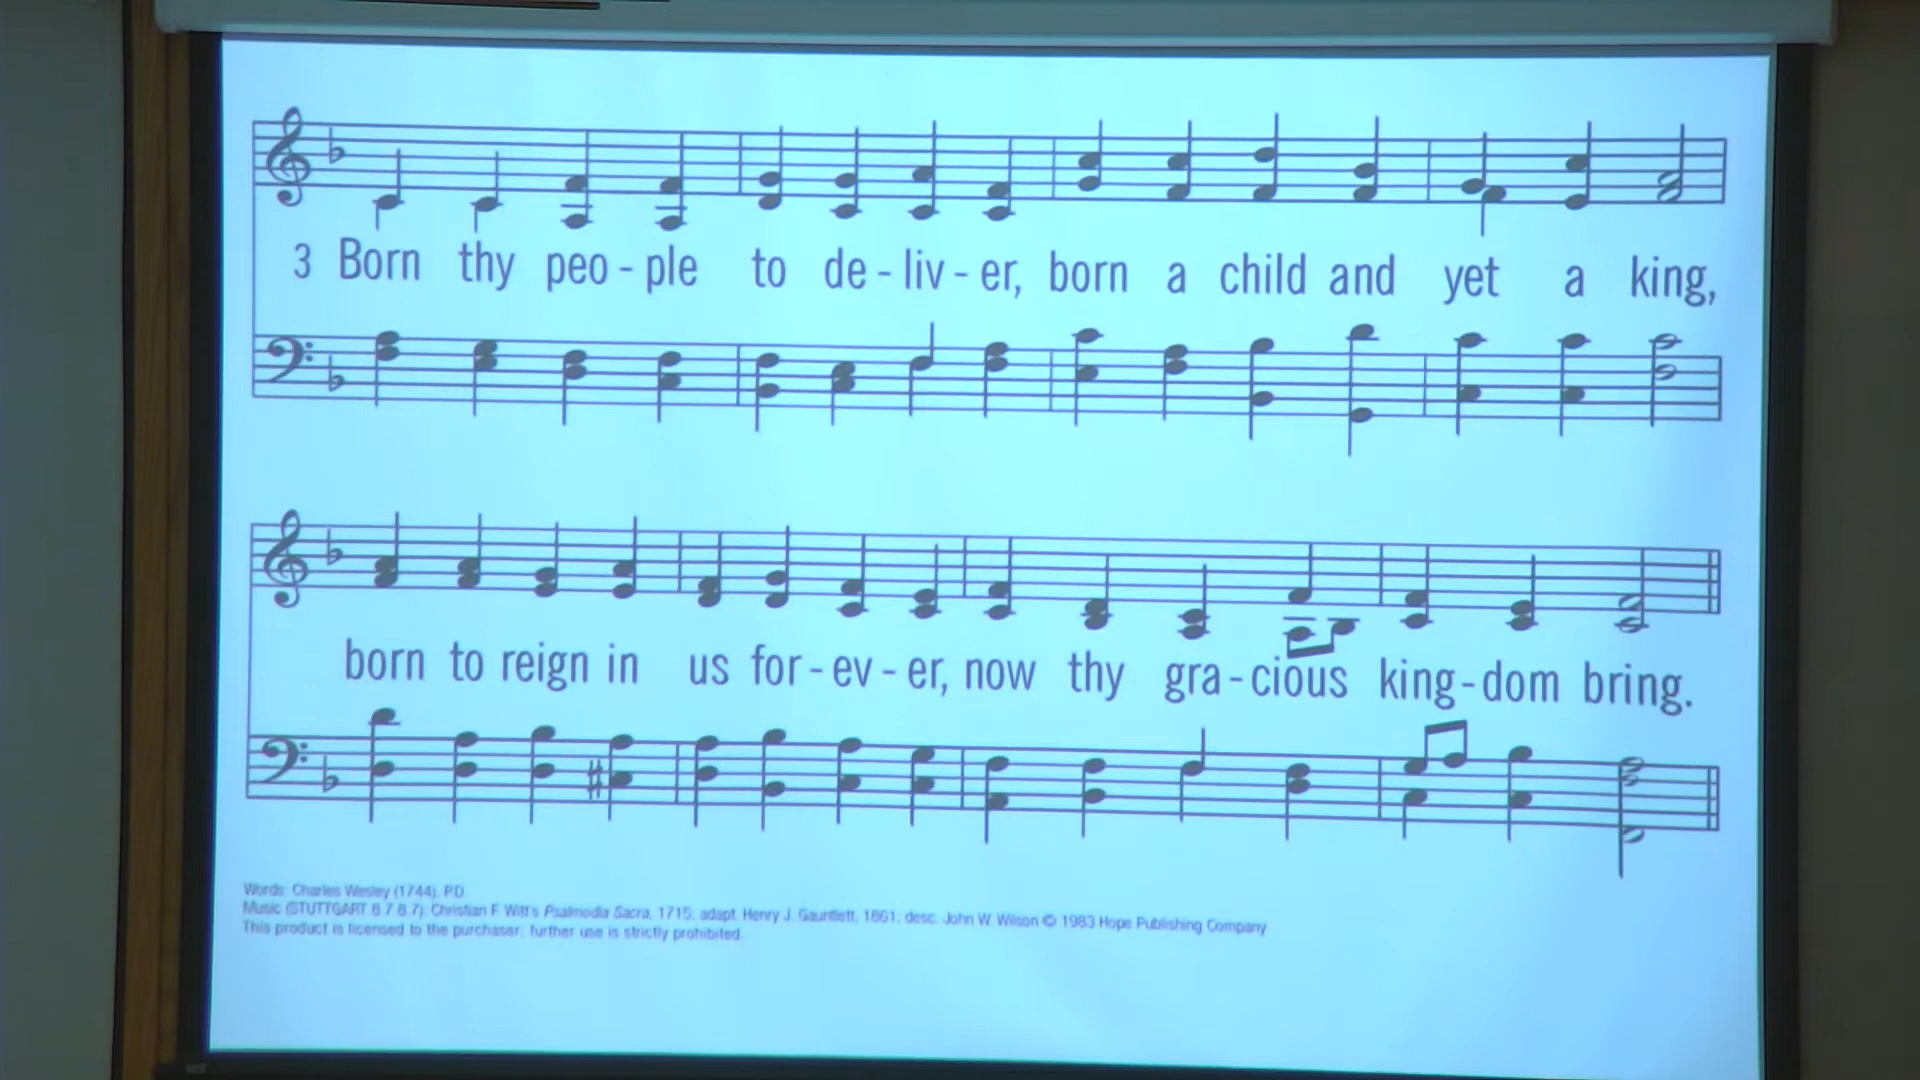 3 Born thy peo - ple to de - liv - er, born a child and yet a king,
born to reign in us for - ev - er, now thy gra - cious king - dom bring.
Words: Charles Wesley (1744). P.D.
Music (STUTTGART 8.7.8.7): Christian F. Witt's Psalmodia Sacra, 1715; adapt. Henry J. Gauntlett, 1861; desc. John W. Wilson © 1983 Hope Publishing Company
This product is licensed to the purchaser; further use is strictly prohibited.